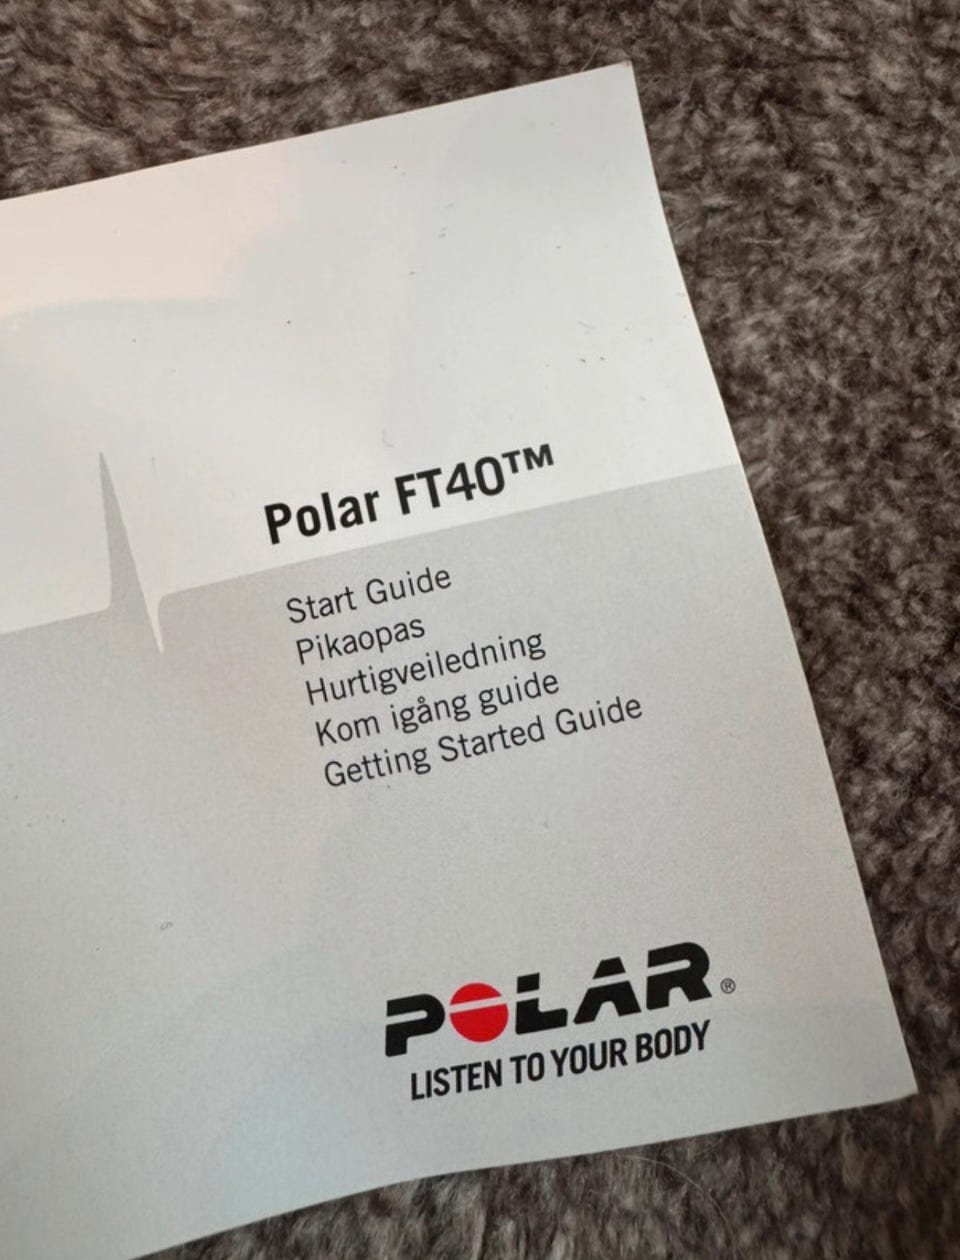 Polar FT40™
Start Guide
Pikaopas
Hurtigveiledning
Kom igång guide
Getting Started Guide
POLAR®
LISTEN TO YOUR BODY